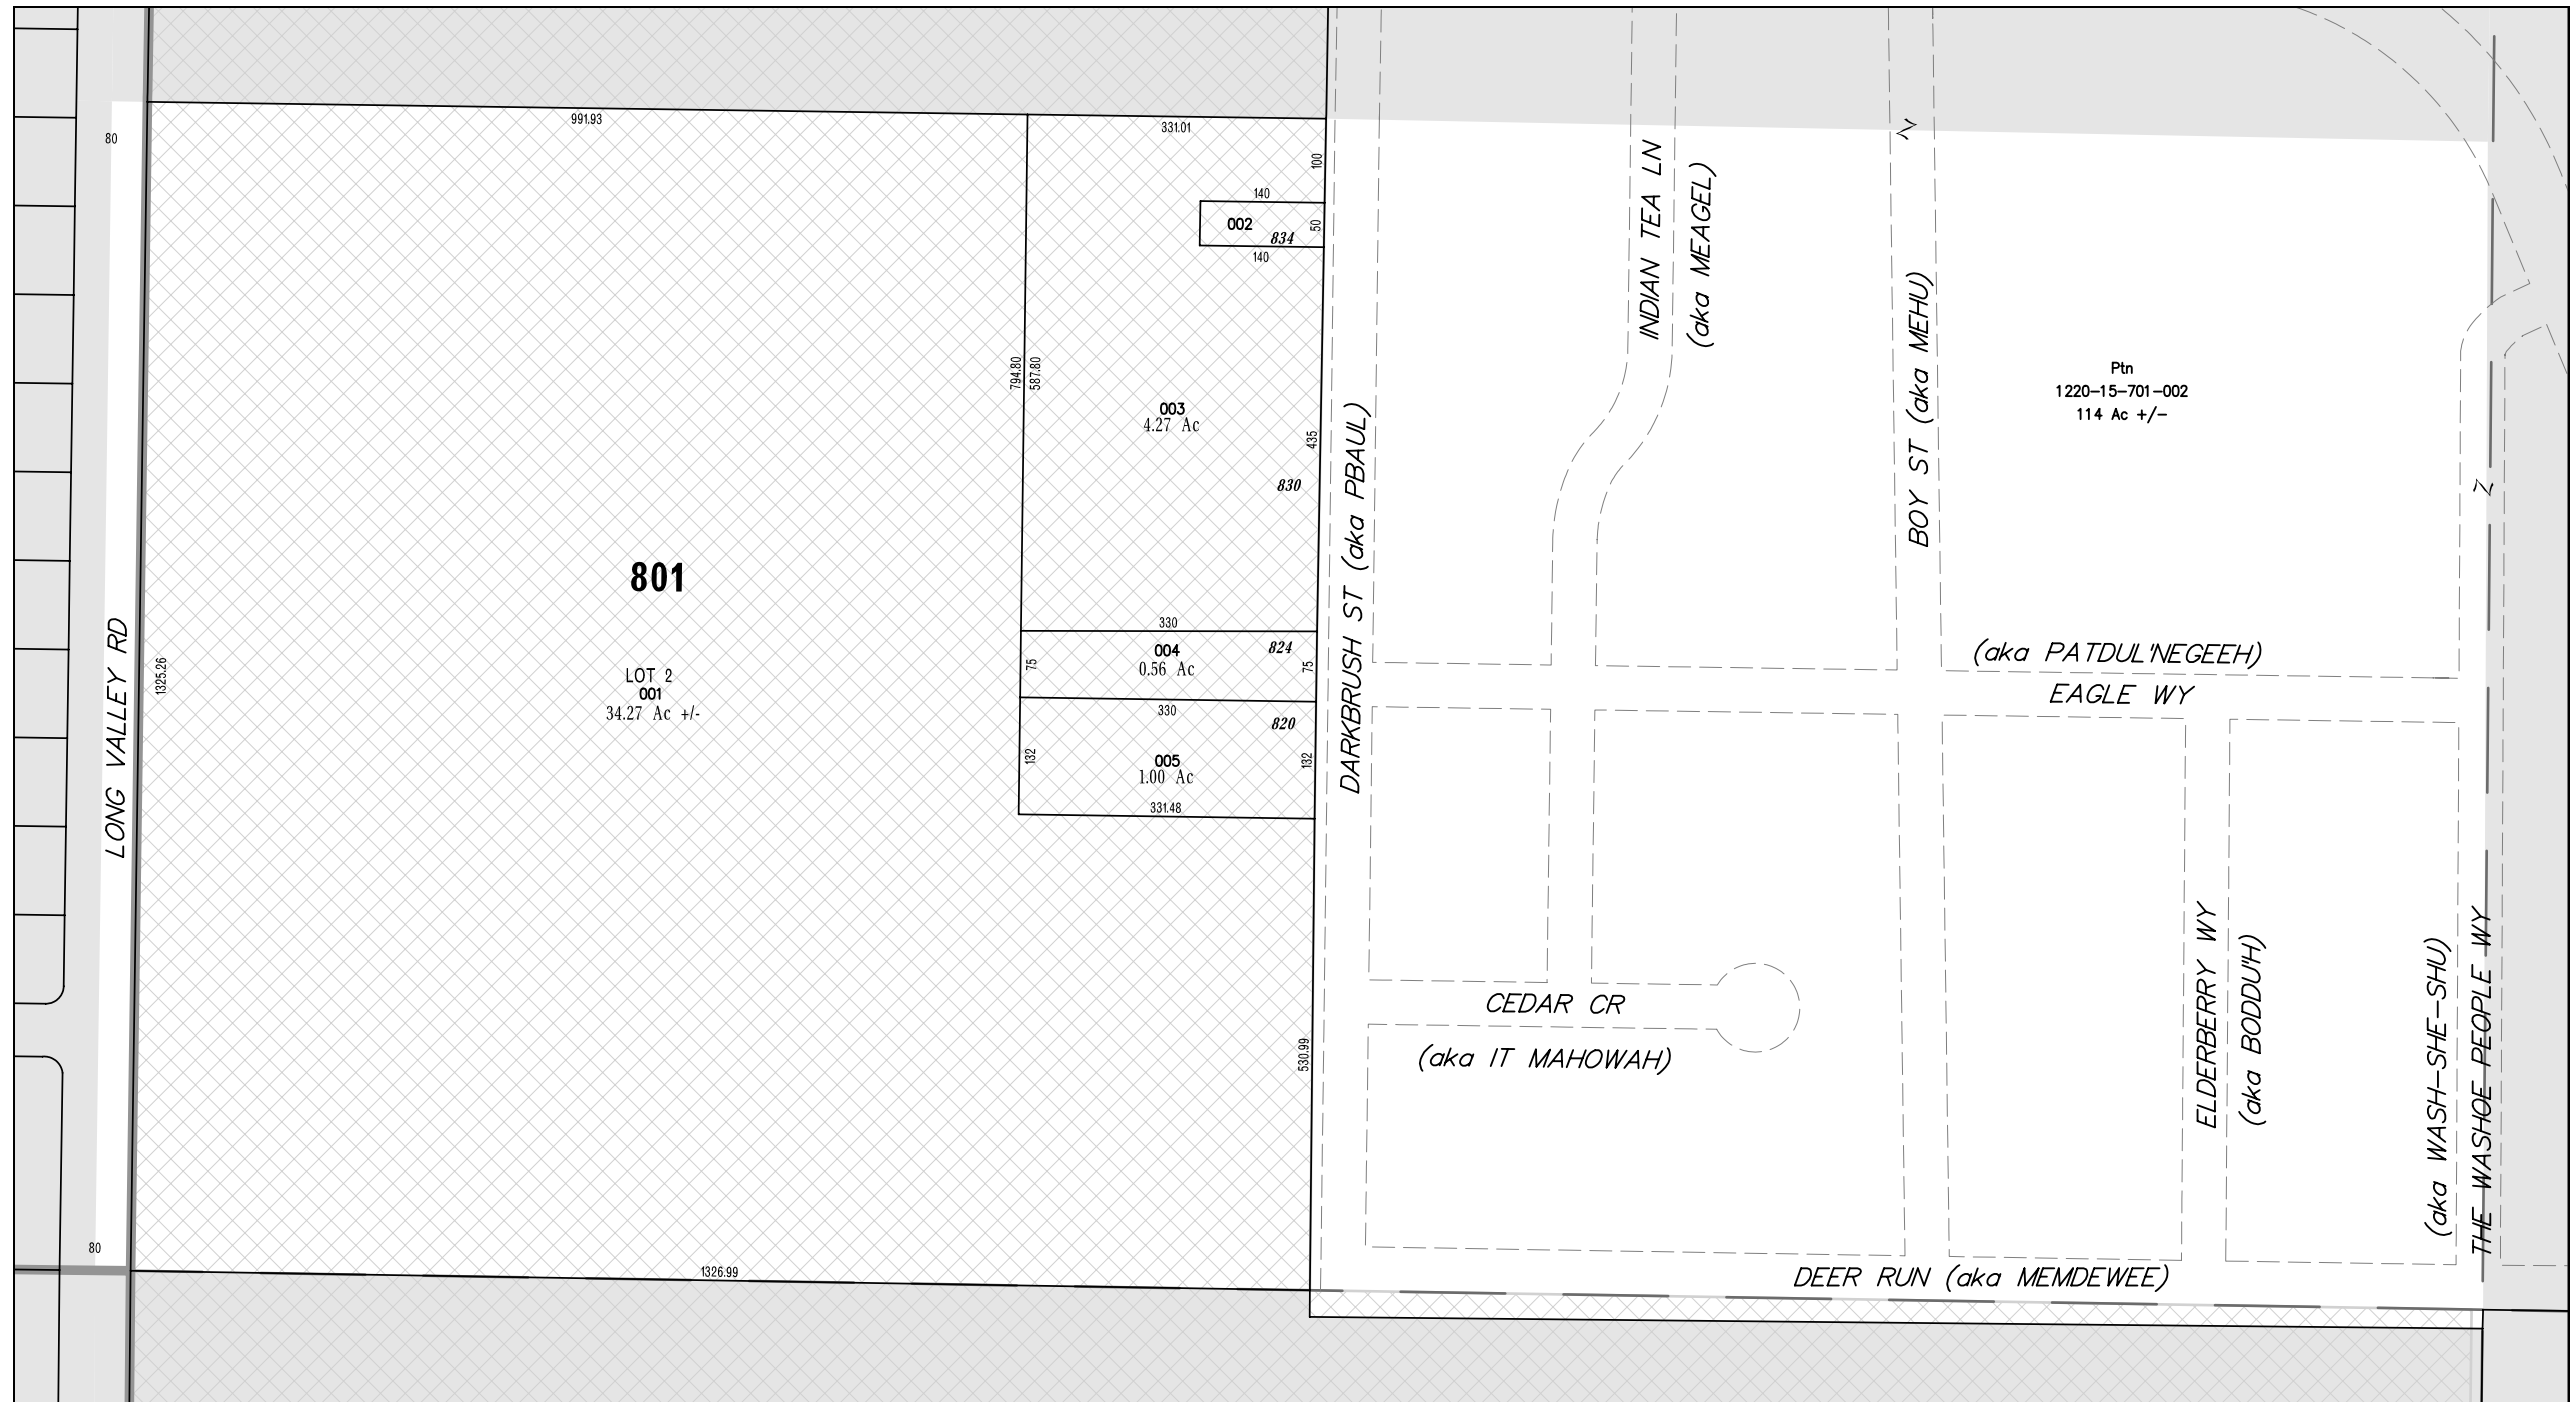 991.93
331.01
80
100
140
002
834
50
140
794.80
587.80
003
4.27 Ac
435
830
801
330
LOT 2
001
34.27 Ac +/-
1325.26
LONG VALLEY RD
004
0.56 Ac
824
75
75
330
820
132
132
005
1.00 Ac
331.48
530.99
80
1326.99
DARKBRUSH ST (aka PBAUL)
INDIAN TEA LN
(aka MEAGEL)
BOY ST (aka MEHU)
Ptn
1220-15-701-002
114 Ac +/-
(aka PATDUL'NEGEEH)
EAGLE WY
CEDAR CR
(aka IT MAHOWAH)
ELDERBERRY WY
(aka BODDU'H)
(aka WASH-SHE-SHU)
THE WASHOE PEOPLE WY
DEER RUN (aka MEMDEWEE)